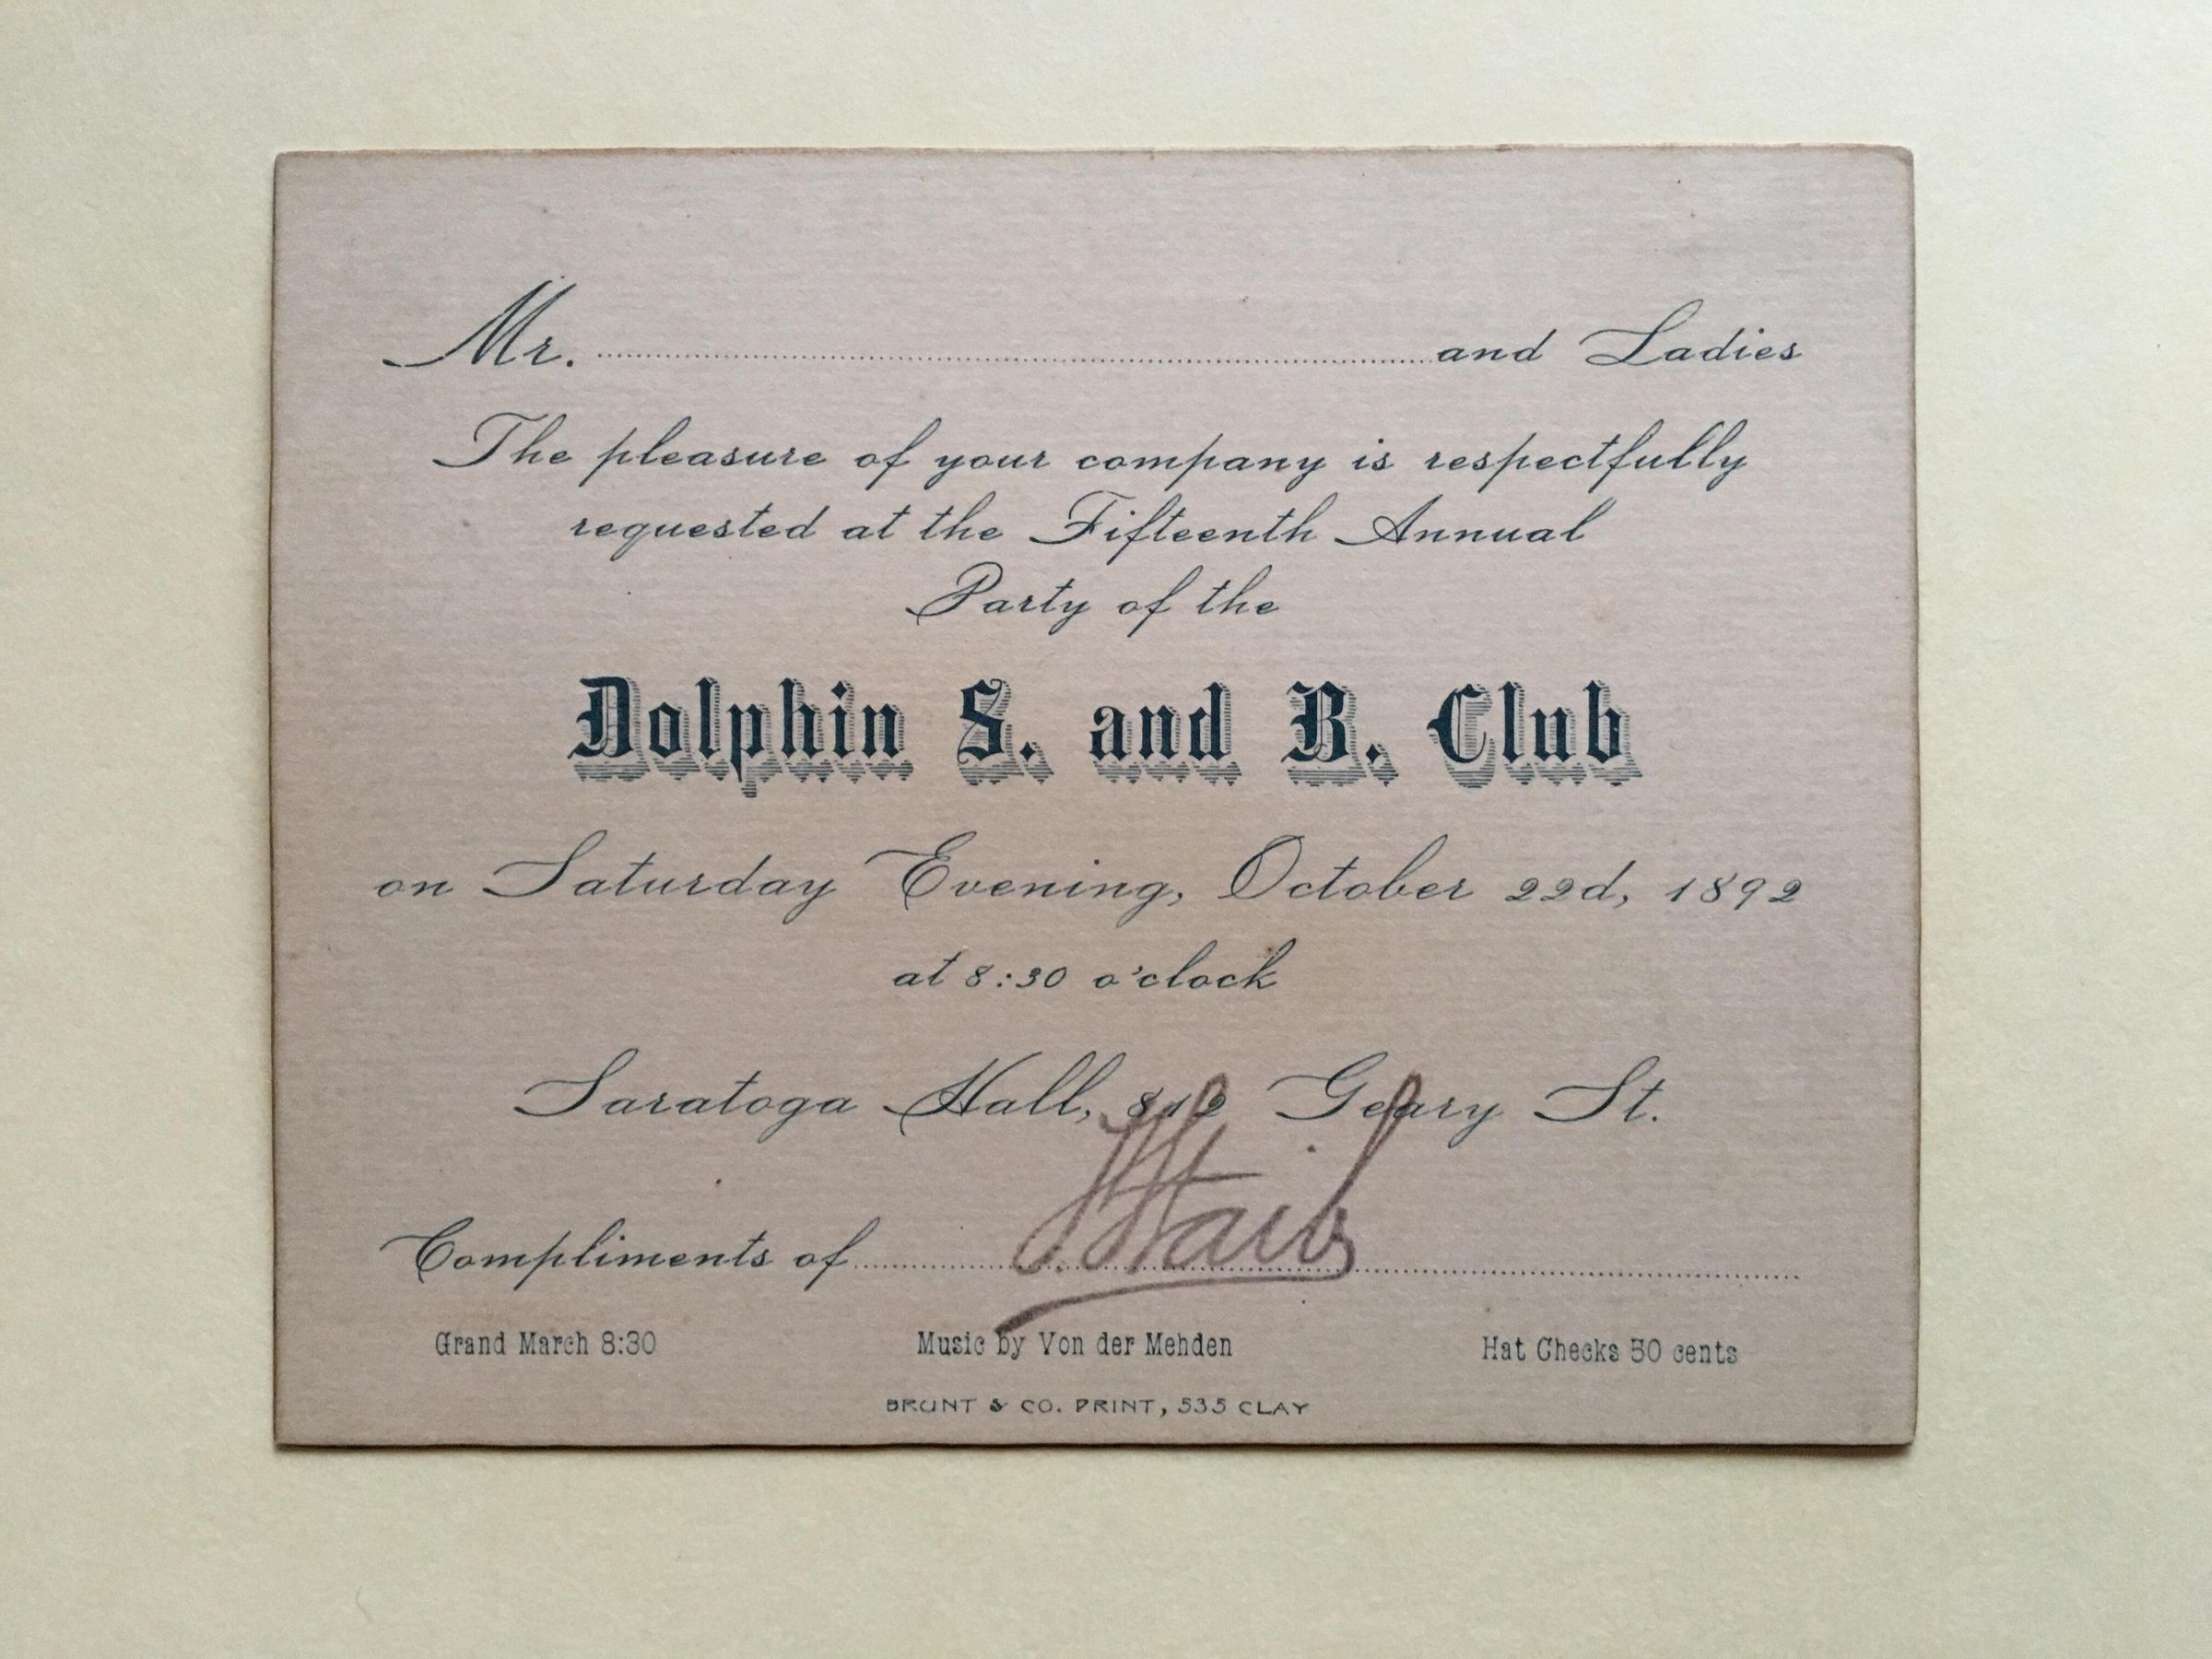 Mr. and Ladies
The pleasure of your company is respectfully
requested at the Fifteenth Annual
Party of the
Dolphin S. and B. Club
on Saturday Evening, October 22d, 1892
at 8:30 o'clock
Saratoga Hall, 812 Geary St.
Compliments of
Grand March 8:30 Music by Von der Mehden Hat Checks 50 cents
BRUNT & CO. PRINT, 535 CLAY